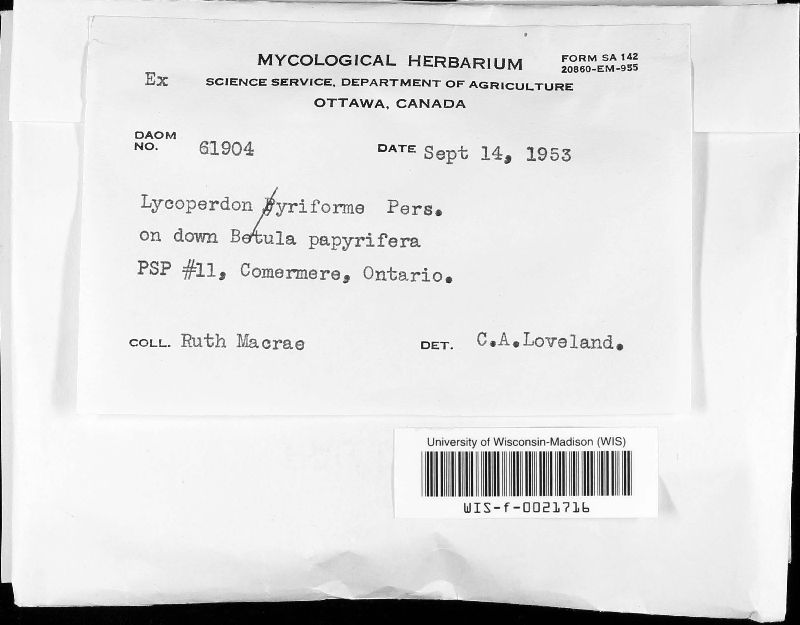 MYCOLOGICAL HERBARIUM
FORM SA 142
20860-EM-955
Ex
SCIENCE SERVICE, DEPARTMENT OF AGRICULTURE
OTTAWA, CANADA
DAOM
NO. 61904
DATE Sept 14, 1953
Lycoperdon pyriforme Pers.
on down Betula papyrifera
PSP #11, Comermere, Ontario.
COLL. Ruth Macrae
DET. C.A.Loveland.
University of Wisconsin-Madison (WIS)
WIS-f-0021716